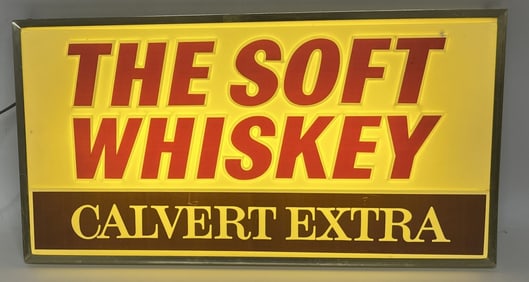 THE SOFT
WHISKEY
CALVERT EXTRA